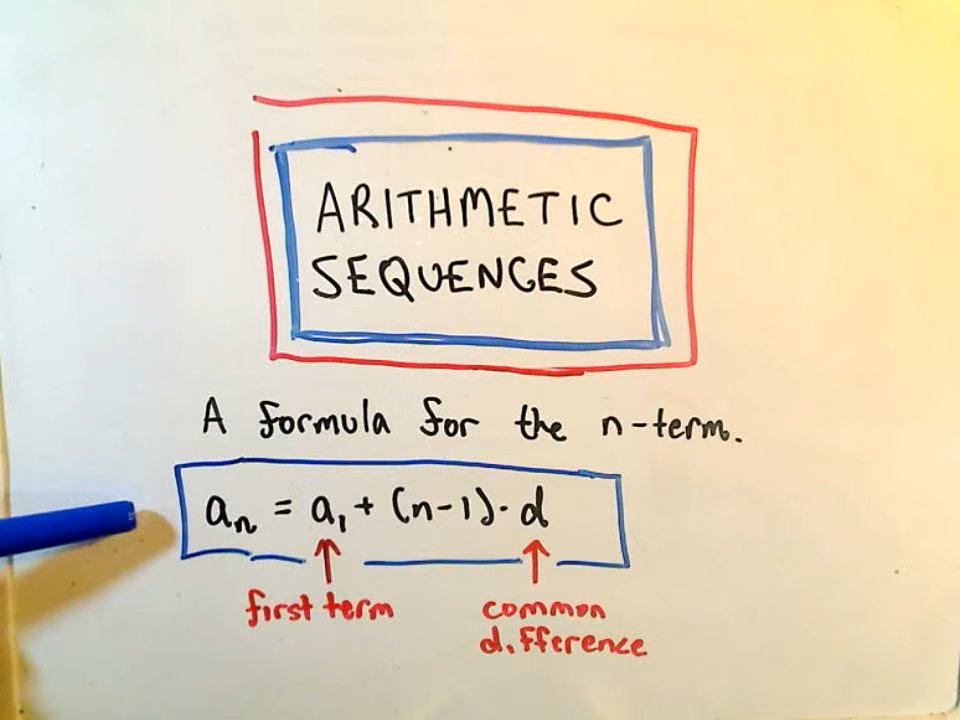 ARITHMETIC
SEQUENCES
A formula for the n-term.
aₙ = a₁ + (n-1)· d
first term
common
difference